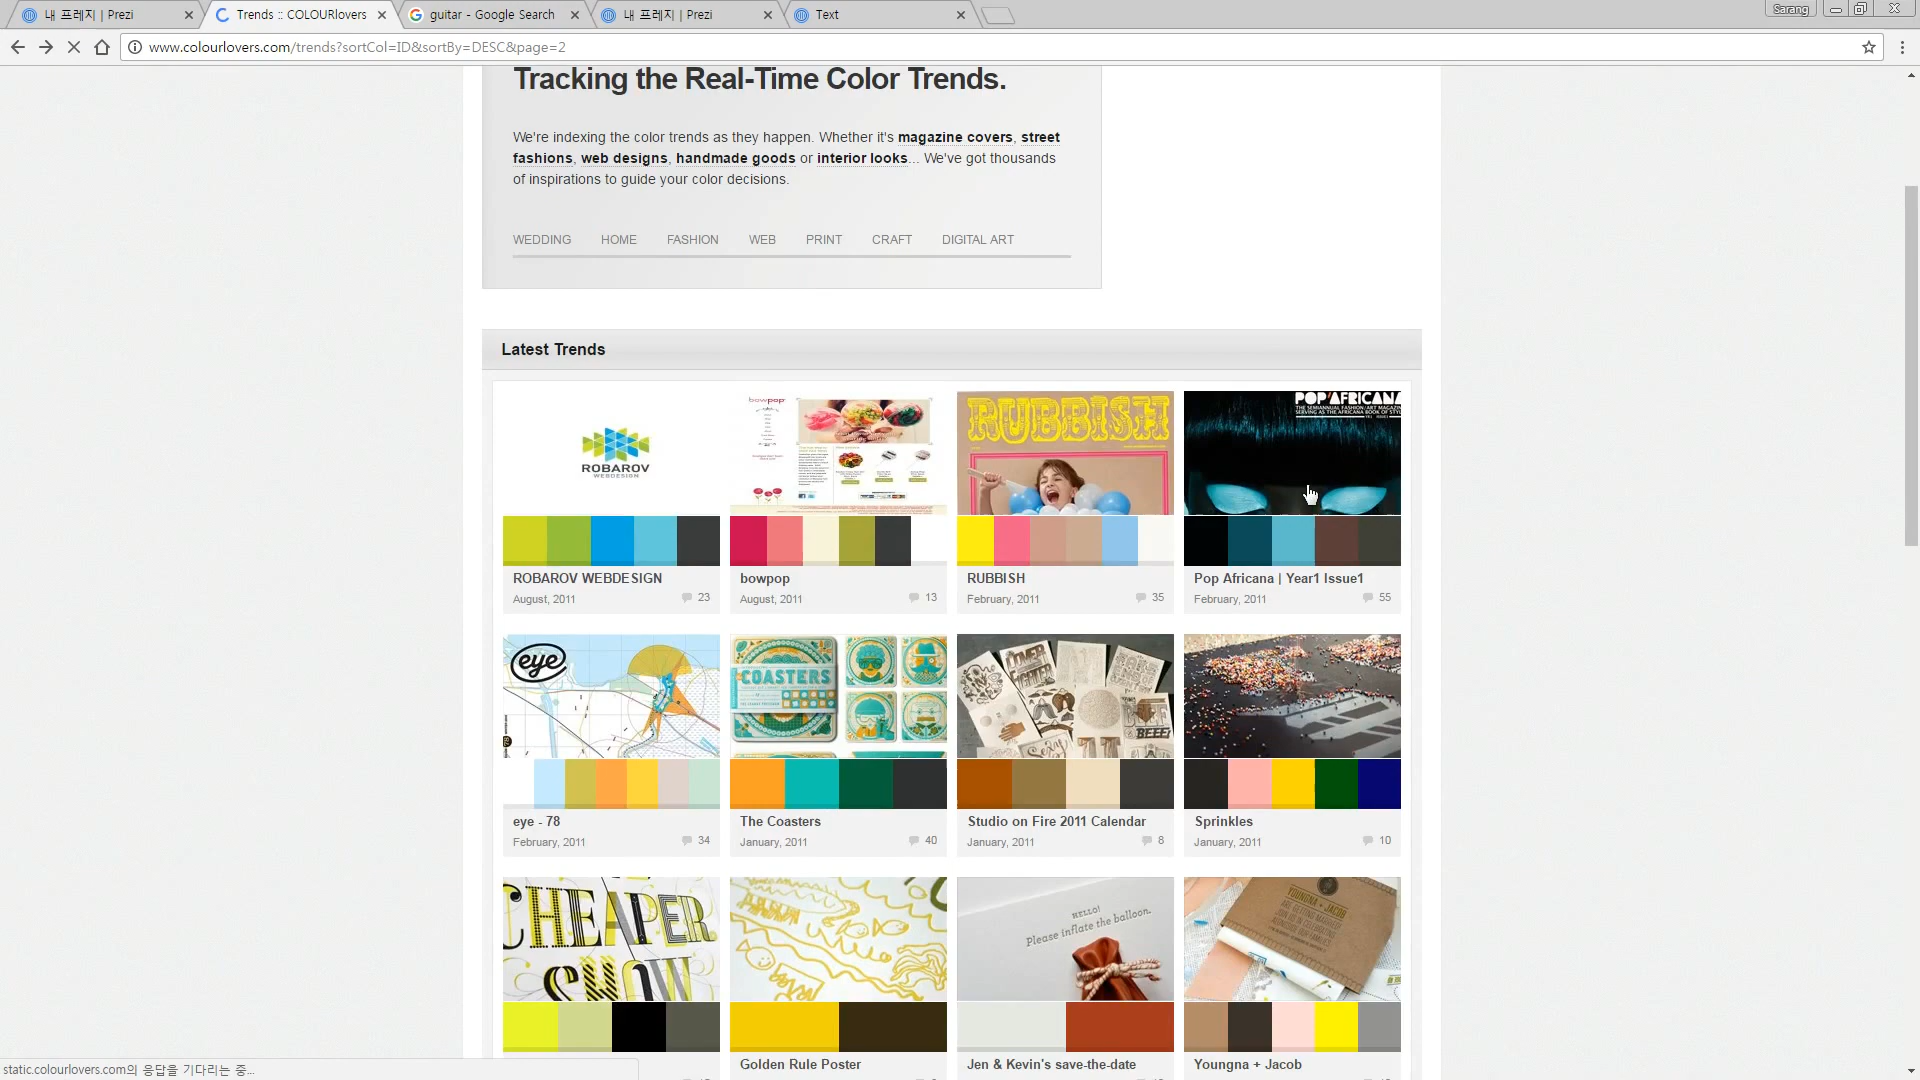 내 프레지 | Prezi
Trends :: COLOURlovers
guitar - Google Search
내 프레지 | Prezi
Text
Sarang
www.colourlovers.com/trends?sortCol=ID&sortBy=DESC&page=2
Tracking the Real-Time Color Trends.
We're indexing the color trends as they happen. Whether it's magazine covers, street
fashions, web designs, handmade goods or interior looks... We've got thousands
of inspirations to guide your color decisions.
WEDDING HOME FASHION WEB PRINT CRAFT DIGITAL ART
Latest Trends
ROBAROV
WEBDESIGN
bowpop
RUBBISH
POP'AFRICANA
ROBAROV WEBDESIGN
August, 2011 23
bowpop
August, 2011 13
RUBBISH
February, 2011 35
Pop Africana | Year1 Issue1
February, 2011 55
eye
COASTERS
eye - 78
February, 2011 34
The Coasters
January, 2011 40
Studio on Fire 2011 Calendar
January, 2011 8
Sprinkles
January, 2011 10
CHEAPER
SHOW
HELLO!
Please inflate the balloon.
YOUNGNA + JACOB
Golden Rule Poster
Jen & Kevin's save-the-date
Youngna + Jacob
static.colourlovers.com의 응답을 기다리는 중...